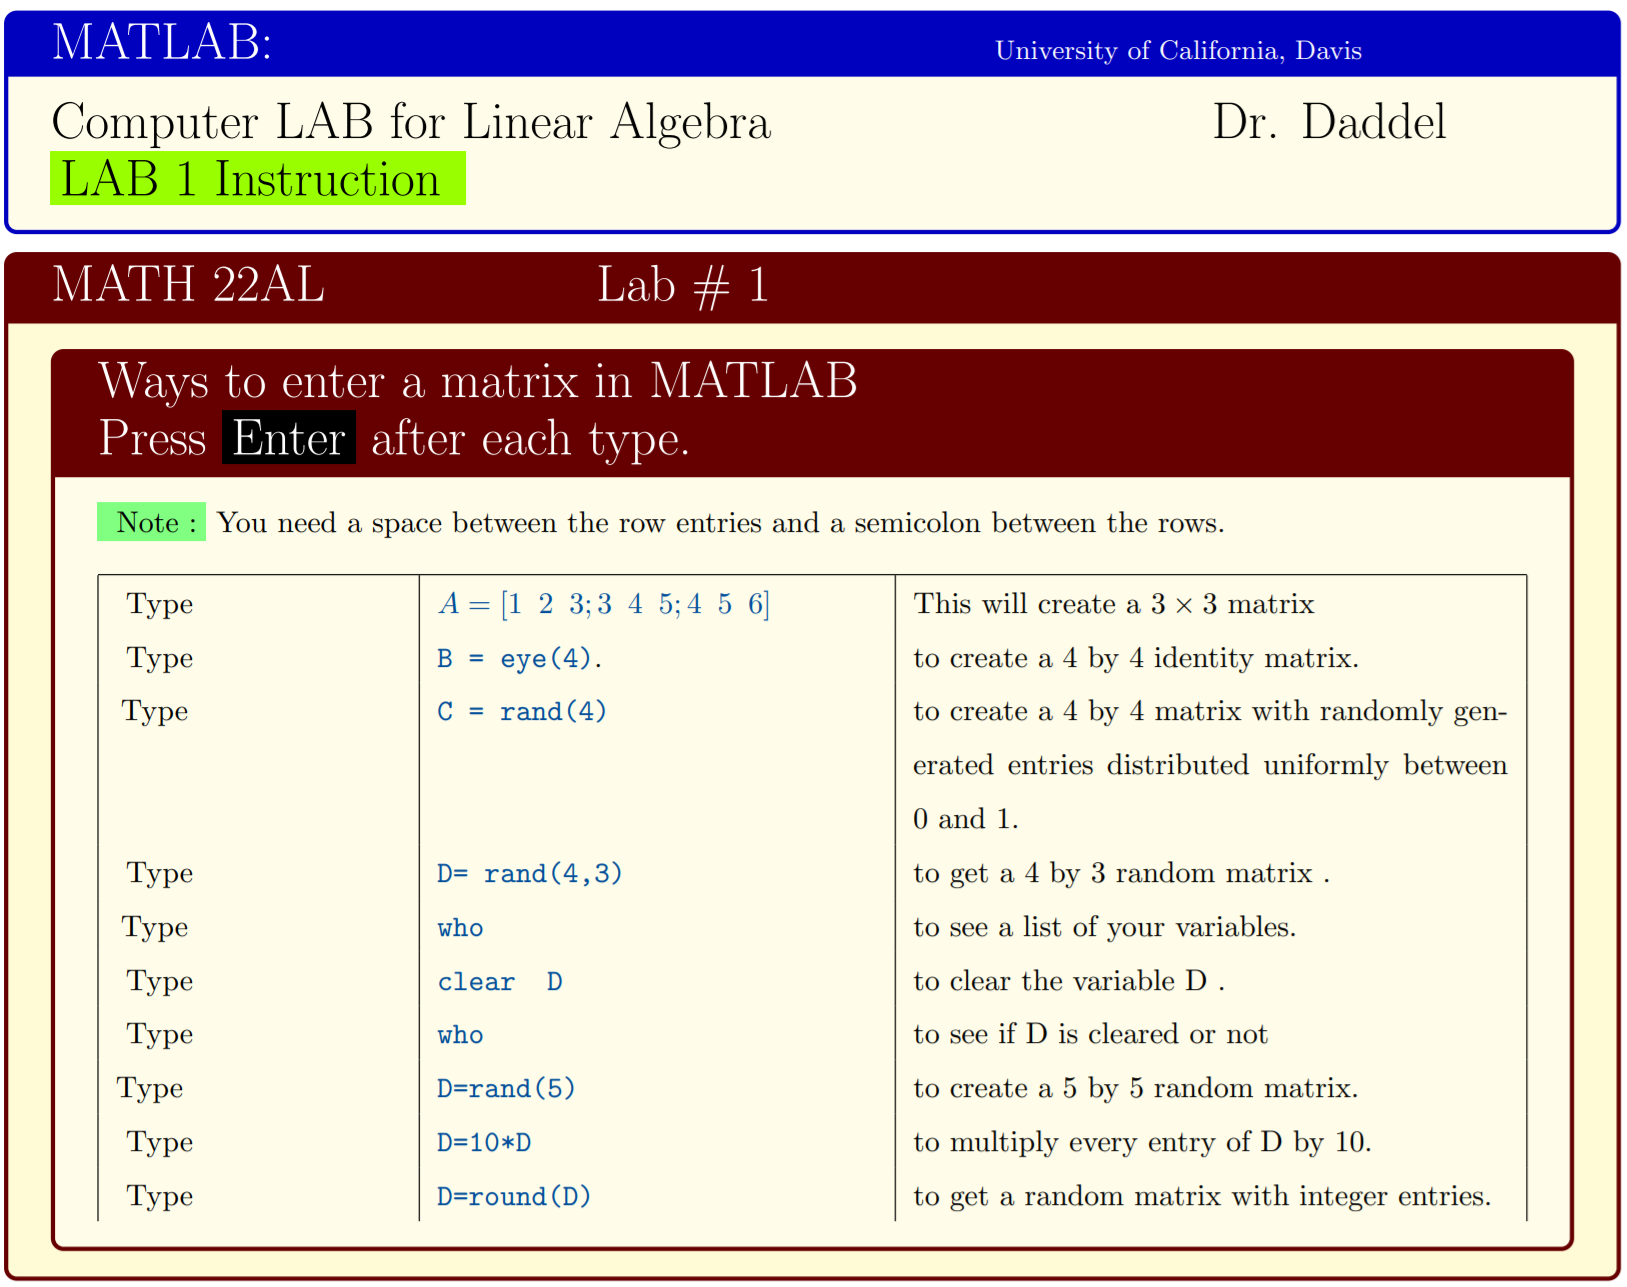 MATLAB: University of California, Davis
Computer LAB for Linear Algebra Dr. Daddel
LAB 1 Instruction
MATH 22AL Lab # 1
Ways to enter a matrix in MATLAB
Press Enter after each type.
Note : You need a space between the row entries and a semicolon between the rows.
Type A = [1 2 3; 3 4 5; 4 5 6] This will create a 3 × 3 matrix
Type B = eye(4). to create a 4 by 4 identity matrix.
Type C = rand(4) to create a 4 by 4 matrix with randomly gen-
erated entries distributed uniformly between
0 and 1.
Type D= rand(4,3) to get a 4 by 3 random matrix .
Type who to see a list of your variables.
Type clear D to clear the variable D .
Type who to see if D is cleared or not
Type D=rand(5) to create a 5 by 5 random matrix.
Type D=10*D to multiply every entry of D by 10.
Type D=round(D) to get a random matrix with integer entries.